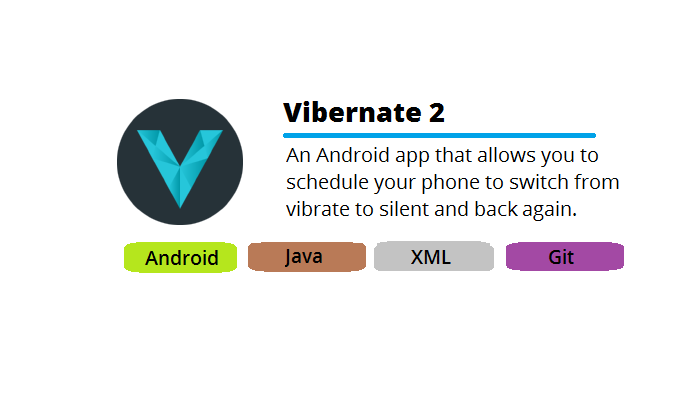 Vibernate 2
An Android app that allows you to
schedule your phone to switch from
vibrate to silent and back again.
Android Java XML Git